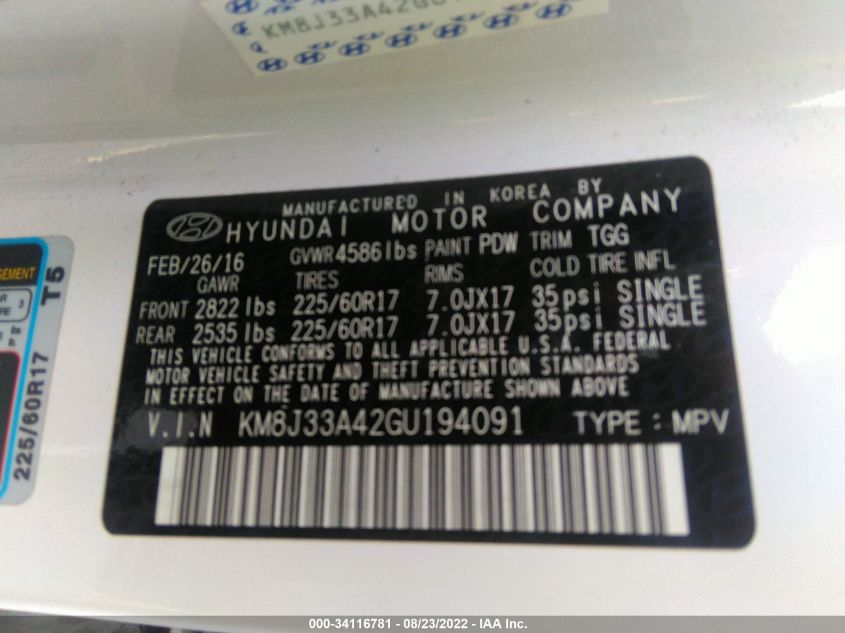 KM8J33A42GU
MANUFACTURED IN KOREA BY
HYUNDAI MOTOR COMPANY
FEB/26/16 GVWR 4586 lbs PAINT PDW TRIM TGG
GAWR TIRES RIMS COLD TIRE INFL
FRONT 2822 lbs 225/60R17 7.0JX17 35psi SINGLE
REAR 2535 lbs 225/60R17 7.0JX17 35psi SINGLE
THIS VEHICLE CONFORMS TO ALL APPLICABLE U.S.A. FEDERAL
MOTOR VEHICLE SAFETY AND THEFT PREVENTION STANDARDS
IN EFFECT ON THE DATE OF MANUFACTURE SHOWN ABOVE
V.I.N KM8J33A42GU194091 TYPE : MPV
225/60R17 T5
000-34116781 - 08/23/2022 - IAA Inc.